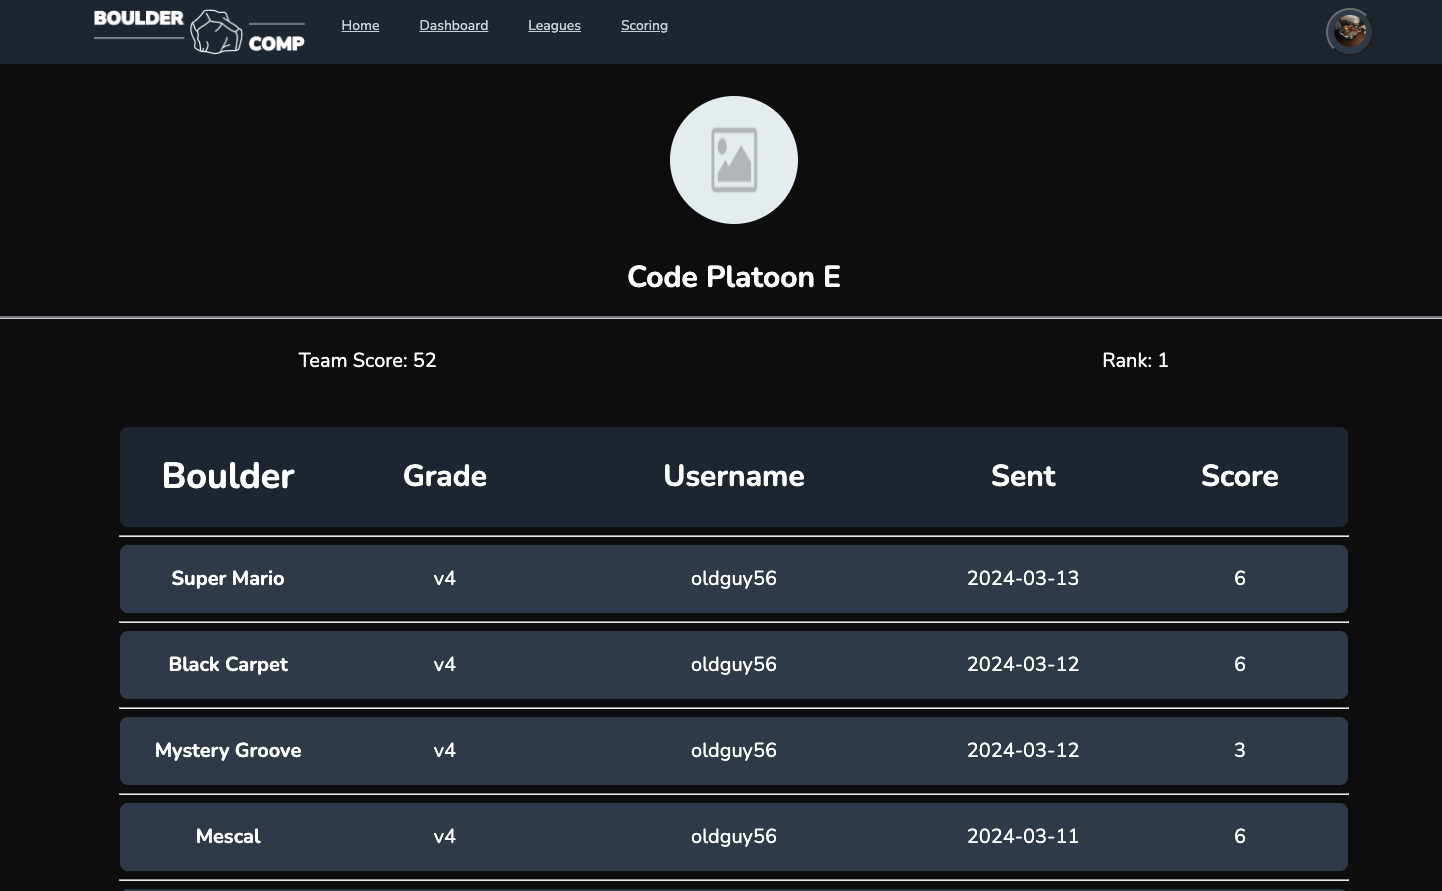 BOULDER
COMP
Home Dashboard Leagues Scoring
Code Platoon E
Team Score: 52 Rank: 1
Boulder Grade Username Sent Score
Super Mario v4 oldguy56 2024-03-13 6
Black Carpet v4 oldguy56 2024-03-12 6
Mystery Groove v4 oldguy56 2024-03-12 3
Mescal v4 oldguy56 2024-03-11 6